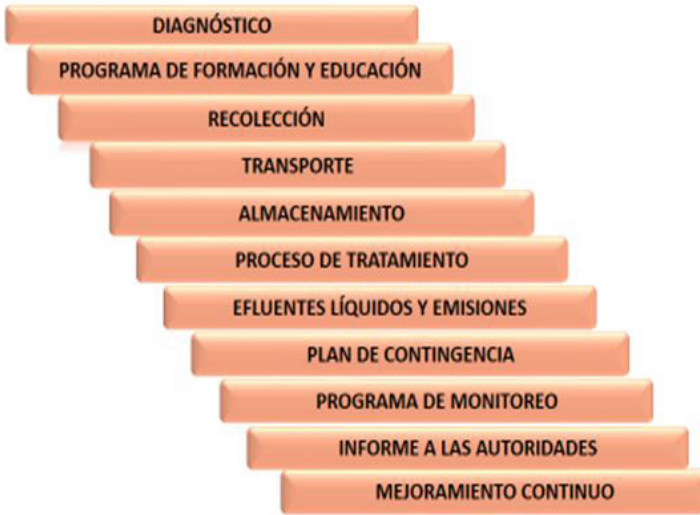 DIAGNÓSTICO
PROGRAMA DE FORMACIÓN Y EDUCACIÓN
RECOLECCIÓN
TRANSPORTE
ALMACENAMIENTO
PROCESO DE TRATAMIENTO
EFLUENTES LÍQUIDOS Y EMISIONES
PLAN DE CONTINGENCIA
PROGRAMA DE MONITOREO
INFORME A LAS AUTORIDADES
MEJORAMIENTO CONTINUO